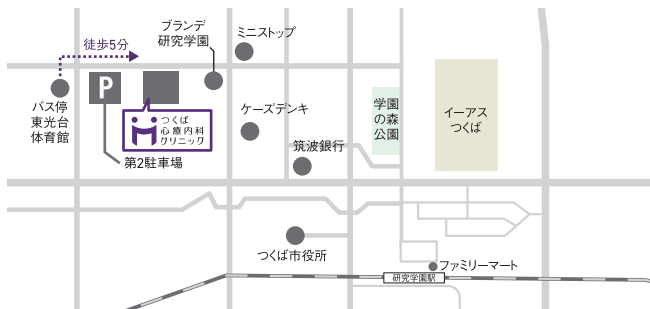 ブランデ
研究学園
ミニストップ
徒歩5分
P
バス停
東光台
体育館
つくば
心療内科
クリニック
第2駐車場
ケーズデンキ
筑波銀行
学園
の森
公園
イーアス
つくば
つくば市役所
ファミリーマート
研究学園駅